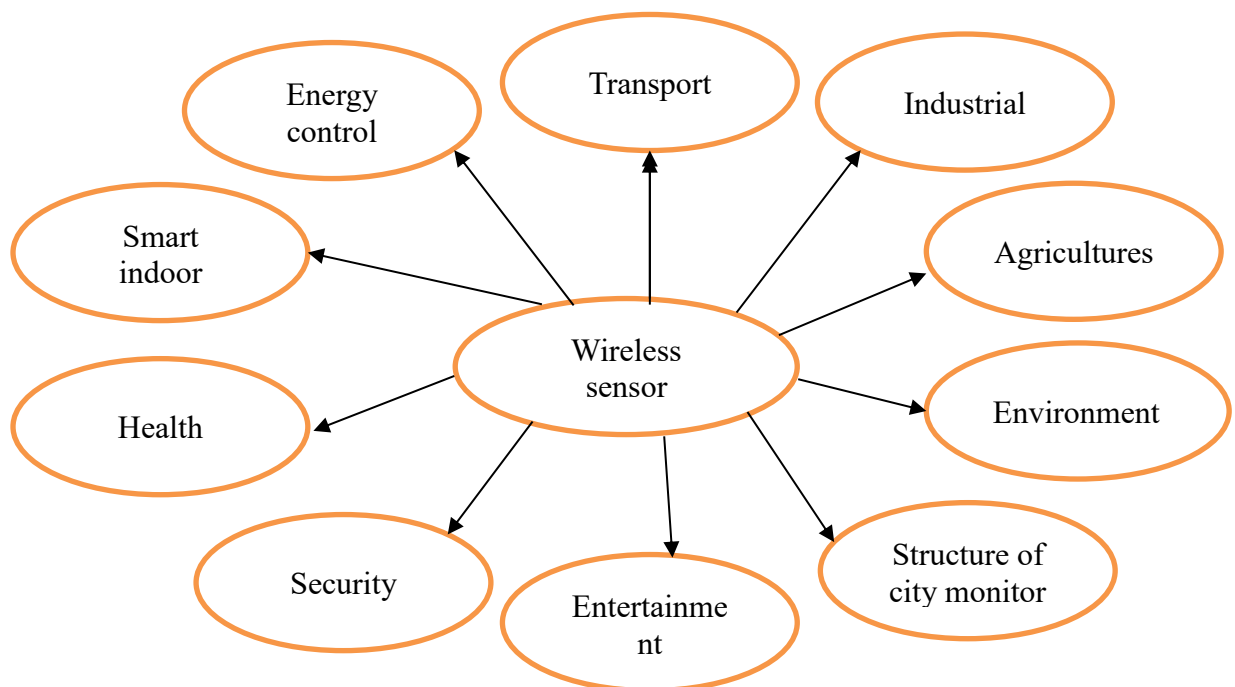 Transport
Energy
control
Industrial
Smart
indoor
Agricultures
Wireless
sensor
Health
Environment
Security
Structure of
city monitor
Entertainme
nt